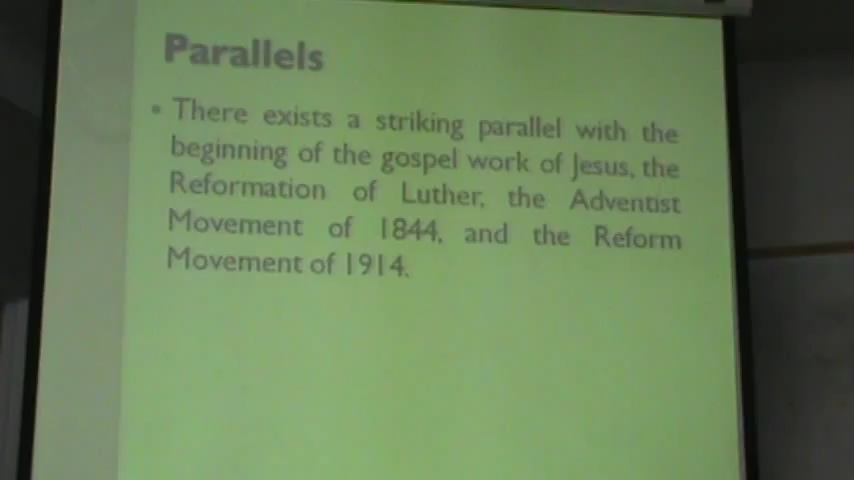 Parallels
• There exists a striking parallel with the
beginning of the gospel work of Jesus, the
Reformation of Luther, the Adventist
Movement of 1844, and the Reform
Movement of 1914.